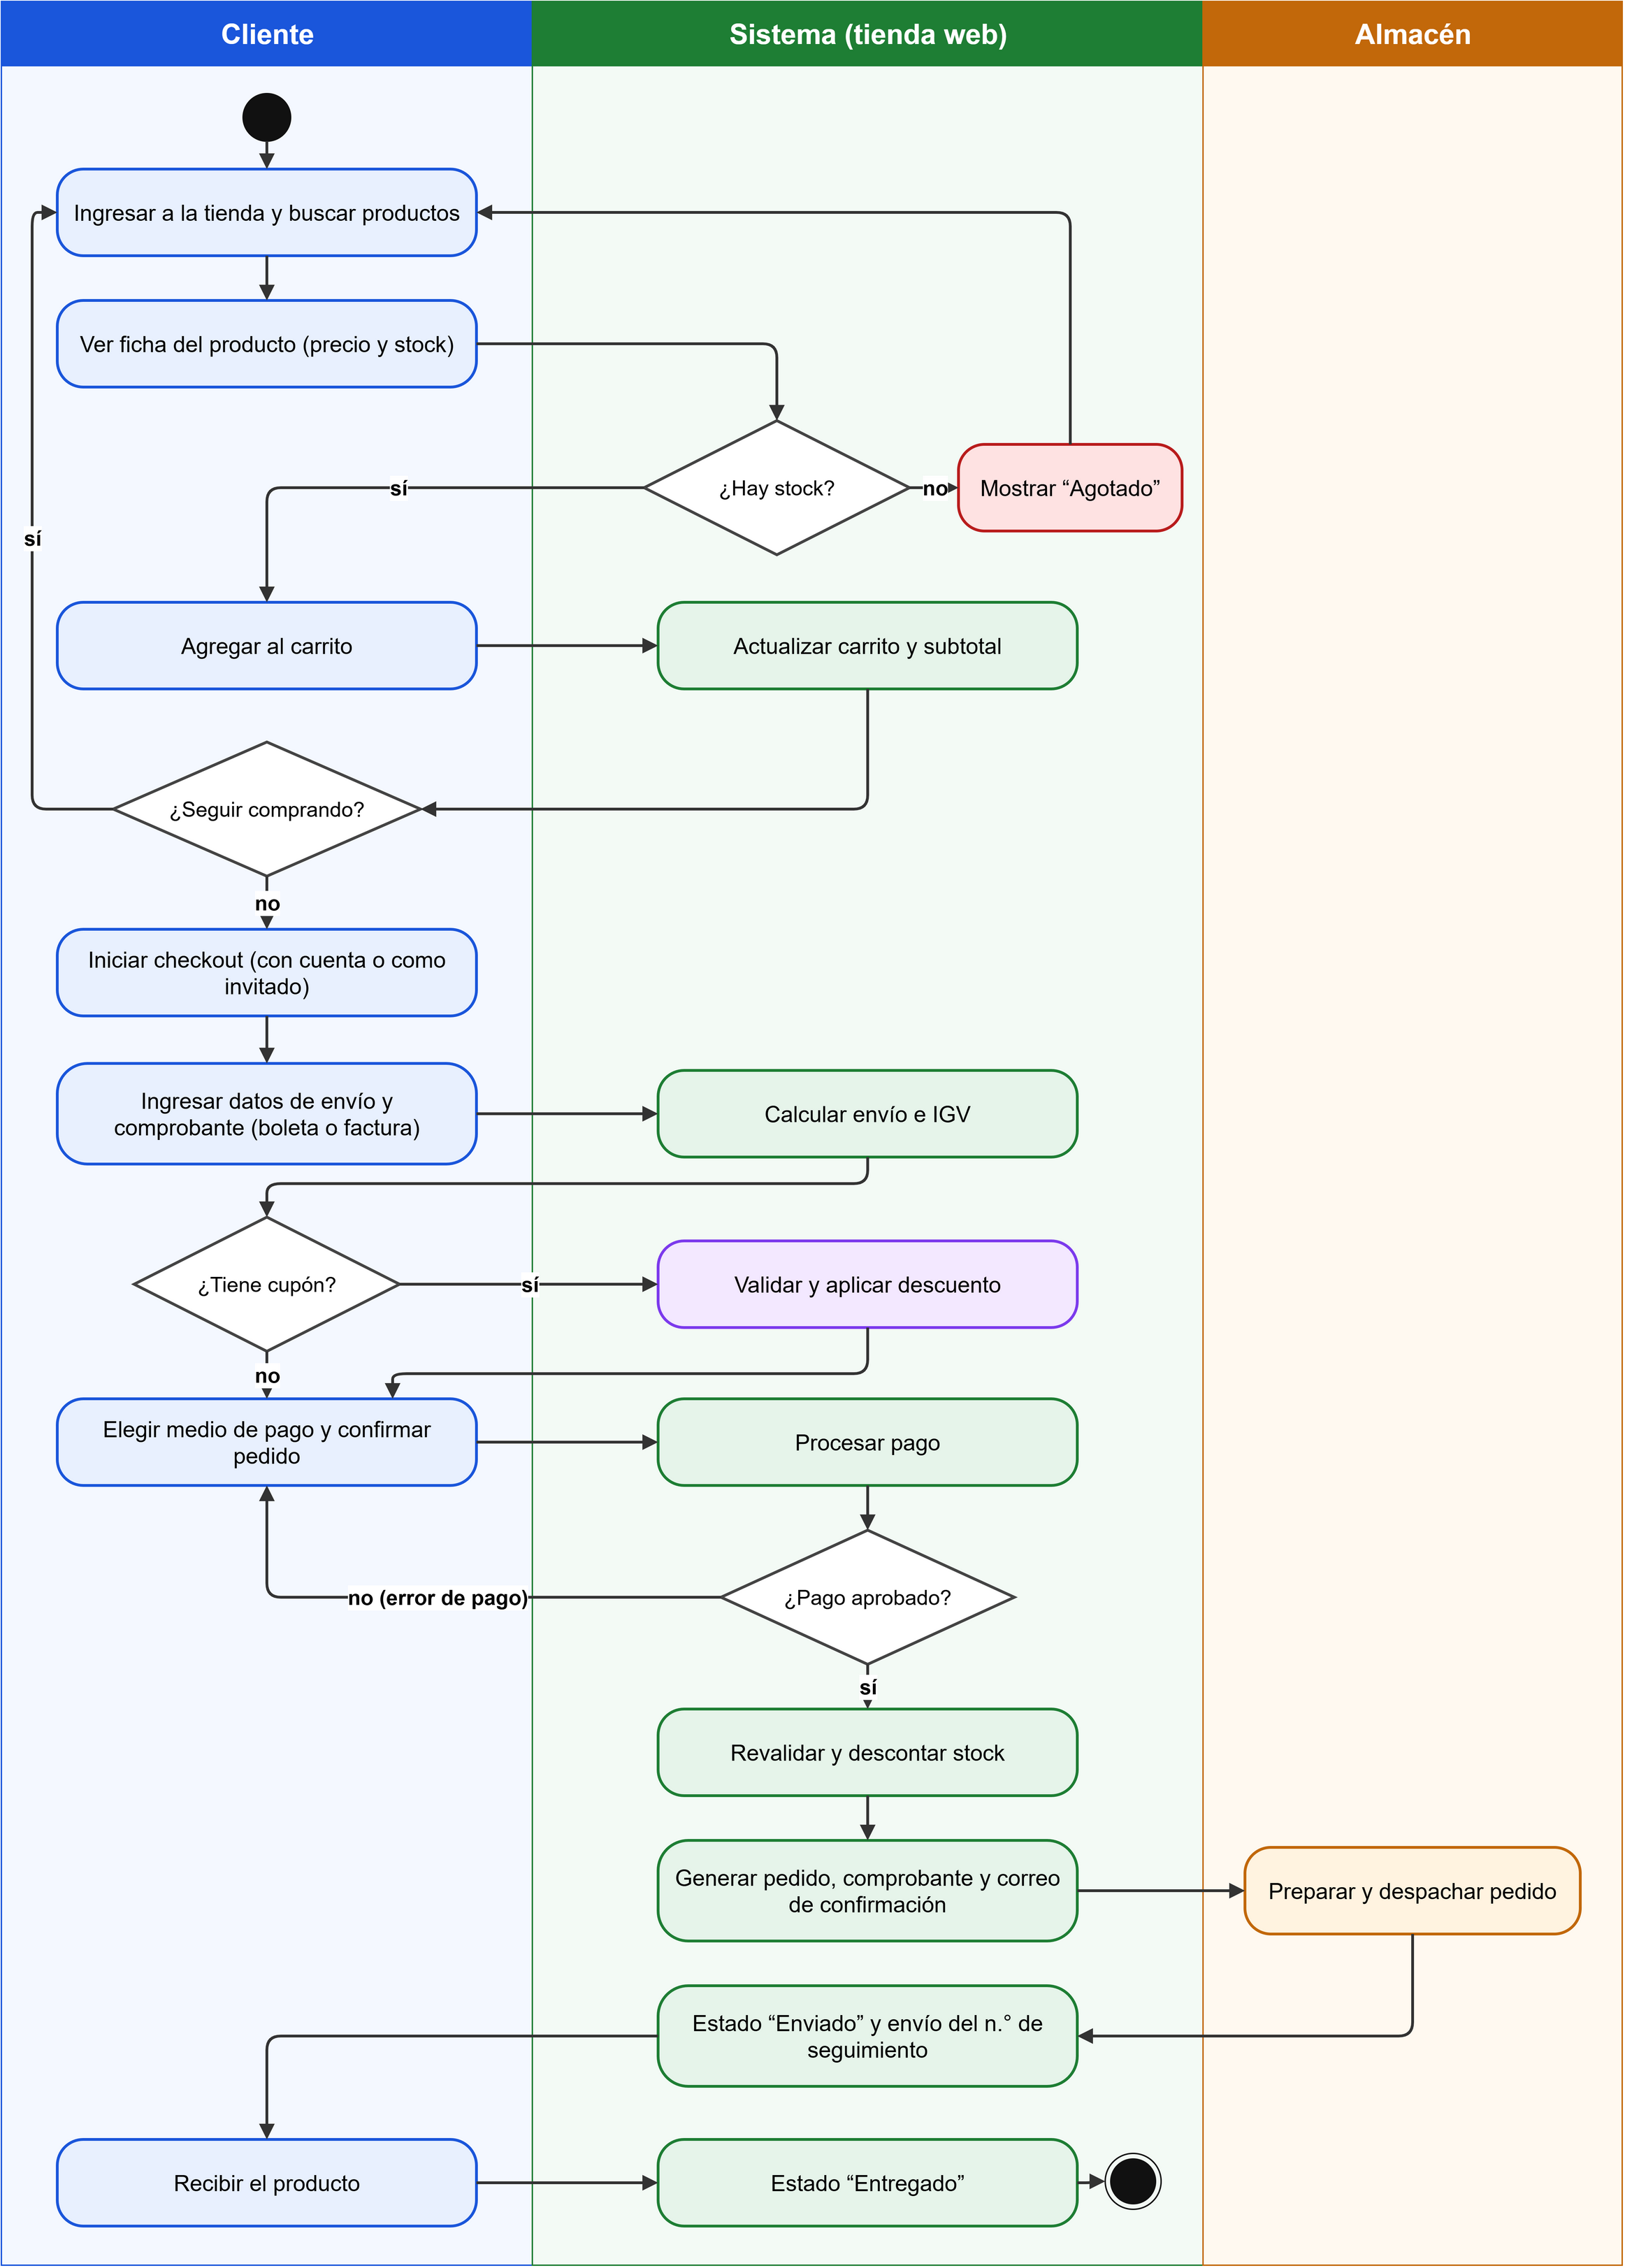 Cliente
Sistema (tienda web)
Almacén
Ingresar a la tienda y buscar productos
Ver ficha del producto (precio y stock)
¿Hay stock?
sí
no
Mostrar “Agotado”
sí
Agregar al carrito
Actualizar carrito y subtotal
¿Seguir comprando?
no
Iniciar checkout (con cuenta o como
invitado)
Ingresar datos de envío y
comprobante (boleta o factura)
Calcular envío e IGV
¿Tiene cupón?
sí
Validar y aplicar descuento
no
Elegir medio de pago y confirmar
pedido
Procesar pago
no (error de pago)
¿Pago aprobado?
sí
Revalidar y descontar stock
Generar pedido, comprobante y correo
de confirmación
Preparar y despachar pedido
Estado “Enviado” y envío del n.° de
seguimiento
Recibir el producto
Estado “Entregado”